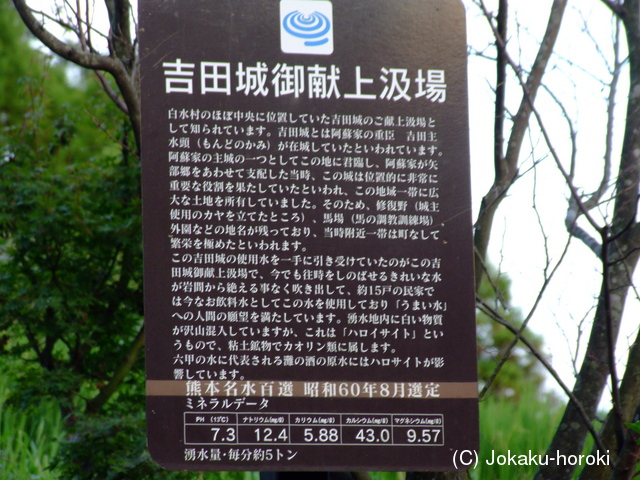 吉田城御献上汲場
白水村のほぼ中央に位置していた吉田城のご献上汲場と
して知られています。吉田城とは阿蘇家の重臣 吉田主
水頭(もんどのかみ)が在城していたといわれています。
阿蘇家の主城の一つとしてこの地に君臨し、阿蘇家が矢
部郷をあわせて支配した当時、この城は位置的に非常に
重要な役割を果たしていたといわれ、この地域一帯に広
大な土地を所有していました。そのため、修復野(城主
使用のカヤを立てたところ)、馬場(馬の調教訓練場)
外園などの地名が残っており、当時附近一帯は町なして
繁栄を極めたといわれます。
この吉田城の使用水を一手に引き受けていたのがこの吉
田城御献上汲場で、今でも往時をしのばせるきれいな水
が岩間から絶える事なく吹き出して、約15戸の民家で
は今なお飲料水としてこの水を使用しており「うまい水」
への人間の願望を満たしています。湧水地内に白い物質
が沢山混入していますが、これは「ハロイサイト」とい
うもので、粘土鉱物でカオリン類に属します。
六甲の水に代表される灘の酒の原水にはハロサイトが影
響しています。
熊本名水百選 昭和60年8月選定
ミネラルデータ
PH (13℃) ナトリウム(mg/ℓ) カリウム(mg/ℓ) カルシウム(mg/ℓ) マグネシウム(mg/ℓ)
7.3 12.4 5.88 43.0 9.57
湧水量・毎分約5トン
(C) Jokaku-horoki